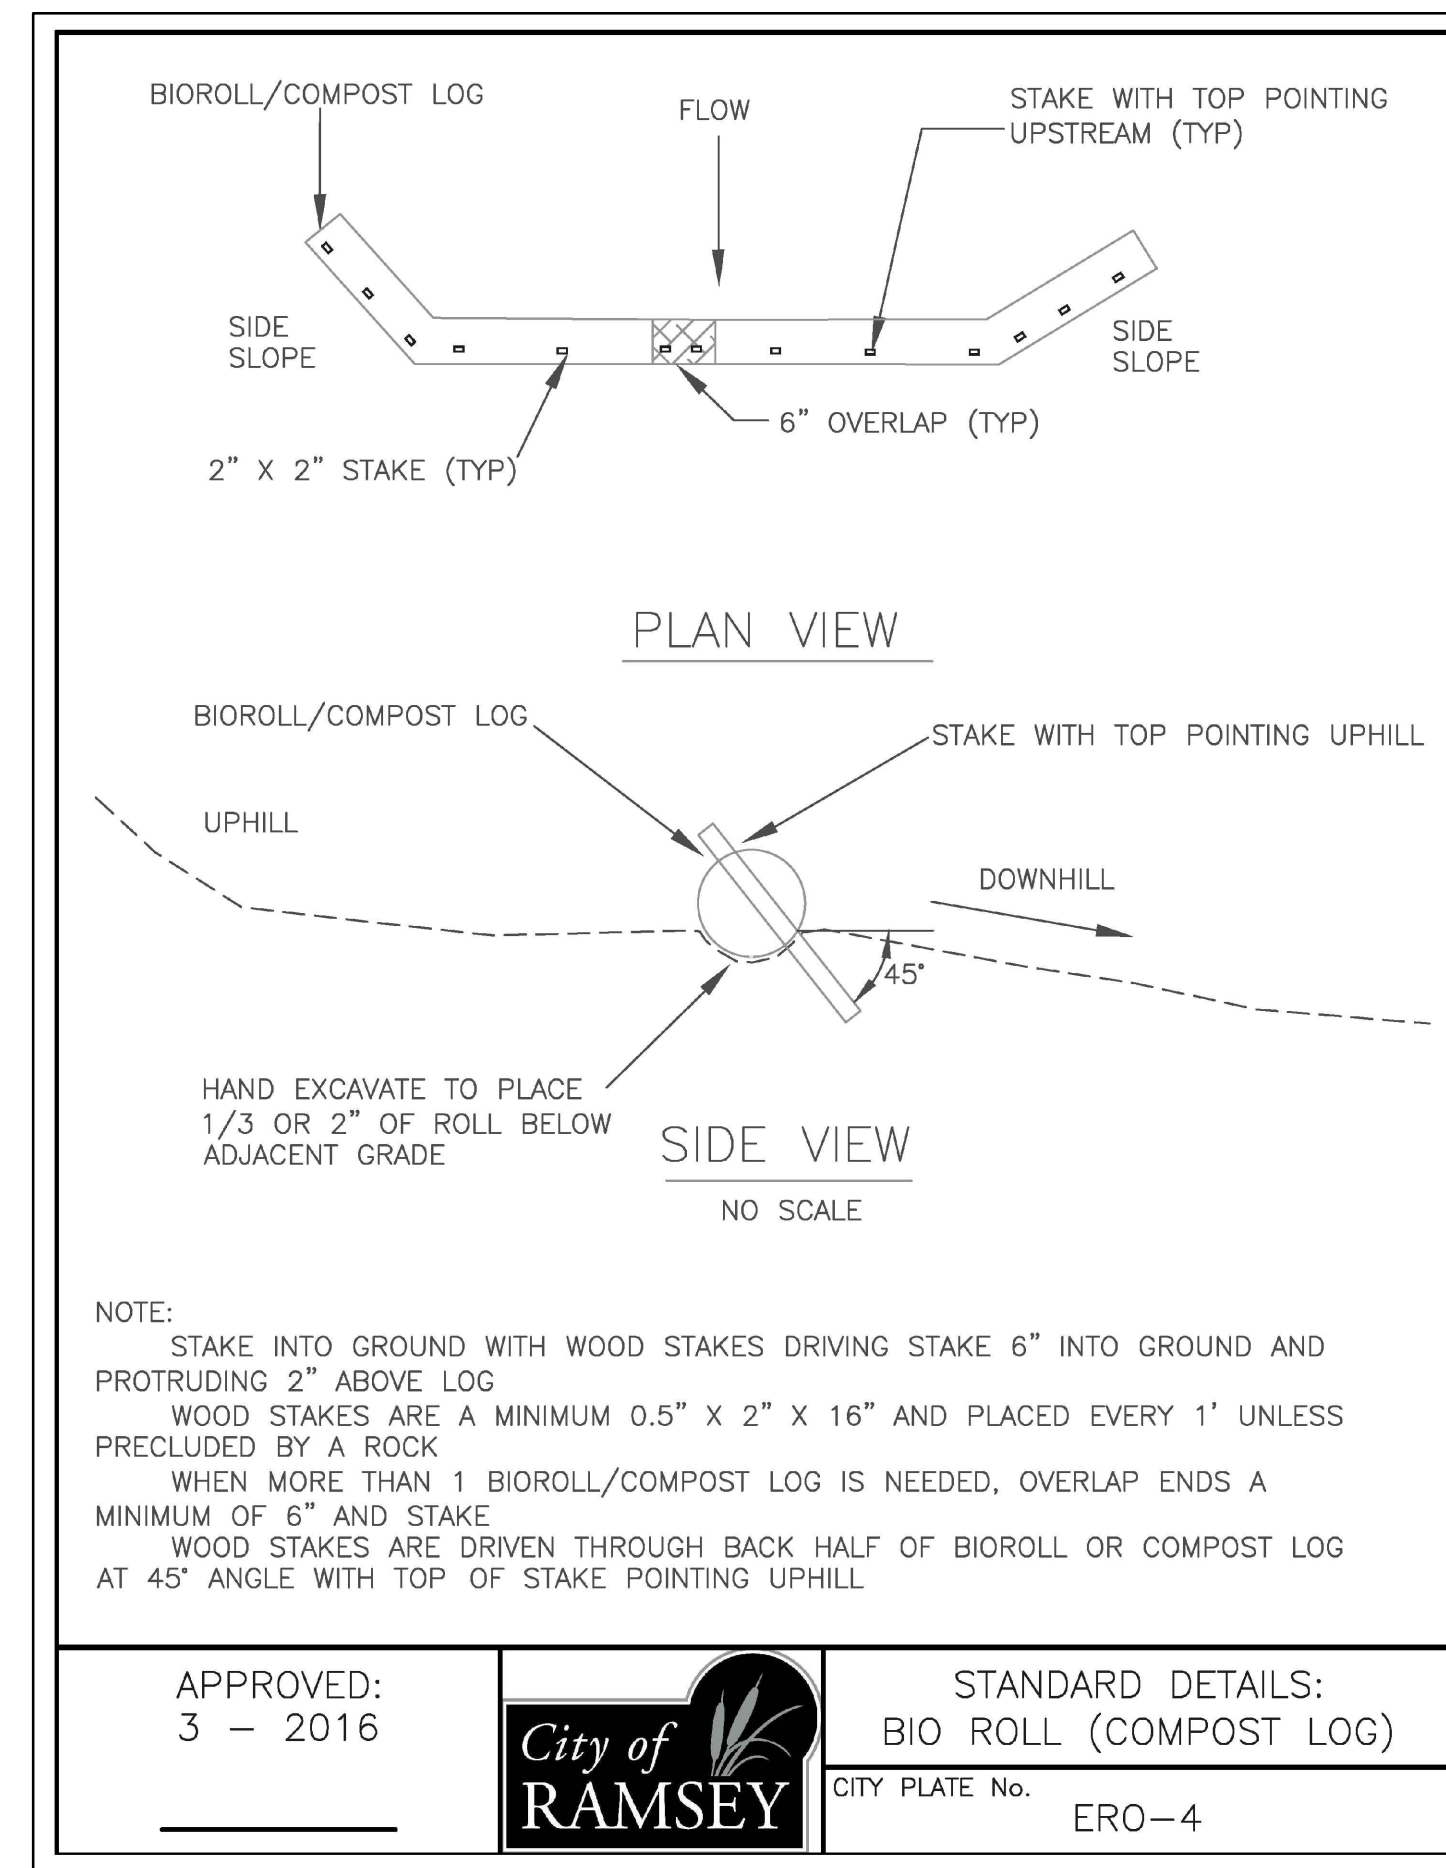 BIOROLL/COMPOST LOG
FLOW
STAKE WITH TOP POINTING
UPSTREAM (TYP)
SIDE
SLOPE
SIDE
SLOPE
6” OVERLAP (TYP)
2” X 2” STAKE (TYP)
PLAN VIEW
BIOROLL/COMPOST LOG
STAKE WITH TOP POINTING UPHILL
UPHILL
DOWNHILL
45°
HAND EXCAVATE TO PLACE
1/3 OR 2” OF ROLL BELOW
ADJACENT GRADE
SIDE VIEW
NO SCALE
NOTE:
STAKE INTO GROUND WITH WOOD STAKES DRIVING STAKE 6” INTO GROUND AND
PROTRUDING 2” ABOVE LOG
WOOD STAKES ARE A MINIMUM 0.5” X 2” X 16” AND PLACED EVERY 1’ UNLESS
PRECLUDED BY A ROCK
WHEN MORE THAN 1 BIOROLL/COMPOST LOG IS NEEDED, OVERLAP ENDS A
MINIMUM OF 6” AND STAKE
WOOD STAKES ARE DRIVEN THROUGH BACK HALF OF BIOROLL OR COMPOST LOG
AT 45° ANGLE WITH TOP OF STAKE POINTING UPHILL
APPROVED:
3 – 2016
City of
RAMSEY
STANDARD DETAILS:
BIO ROLL (COMPOST LOG)
CITY PLATE No.
ERO–4